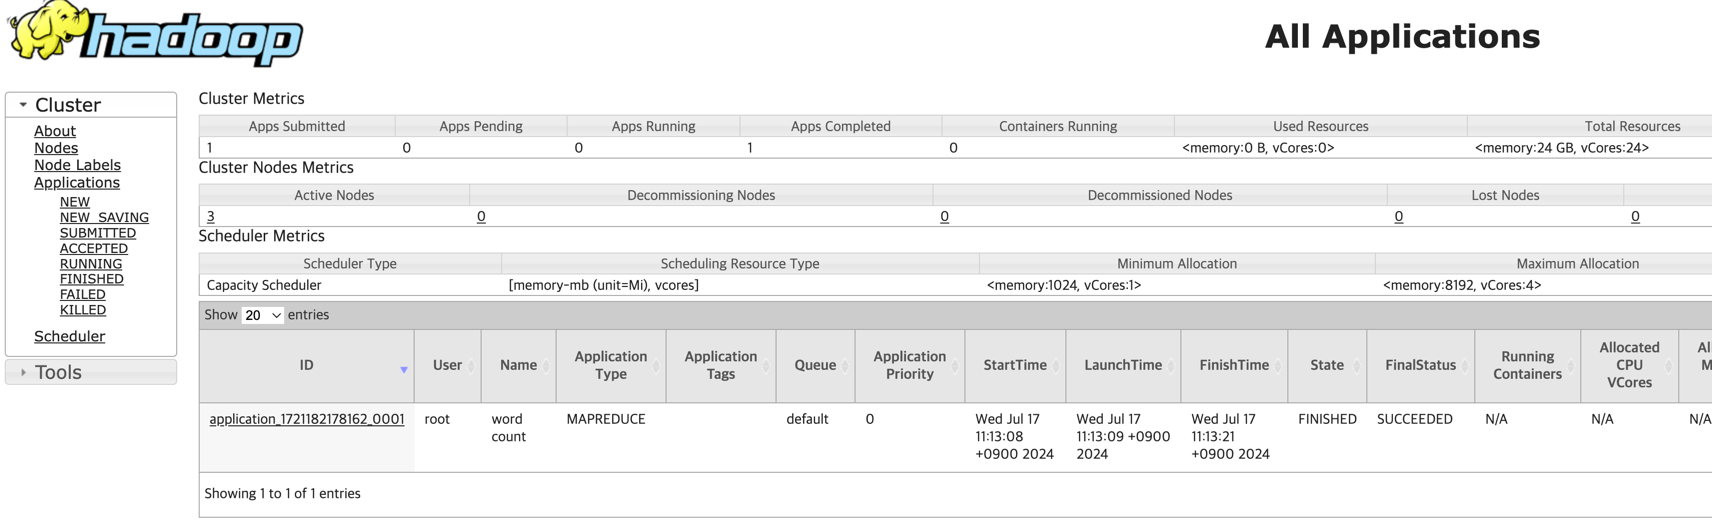 hadoop
All Applications
Cluster
About
Nodes
Node Labels
Applications
NEW
NEW_SAVING
SUBMITTED
ACCEPTED
RUNNING
FINISHED
FAILED
KILLED
Scheduler
Tools
Cluster Metrics
Apps Submitted Apps Pending Apps Running Apps Completed Containers Running Used Resources Total Resources
1 0 0 1 0 <memory:0 B, vCores:0> <memory:24 GB, vCores:24>
Cluster Nodes Metrics
Active Nodes Decommissioning Nodes Decommissioned Nodes Lost Nodes
3 0 0 0 0
Scheduler Metrics
Scheduler Type Scheduling Resource Type Minimum Allocation Maximum Allocation
Capacity Scheduler [memory-mb (unit=Mi), vcores] <memory:1024, vCores:1> <memory:8192, vCores:4>
Show 20 entries
ID User Name Application Type Application Tags Queue Application Priority StartTime LaunchTime FinishTime State FinalStatus Running Containers Allocated CPU VCores Al M
application_1721182178162_0001 root word count MAPREDUCE default 0 Wed Jul 17 11:13:08 +0900 2024 Wed Jul 17 11:13:09 +0900 2024 Wed Jul 17 11:13:21 +0900 2024 FINISHED SUCCEEDED N/A N/A N/A
Showing 1 to 1 of 1 entries